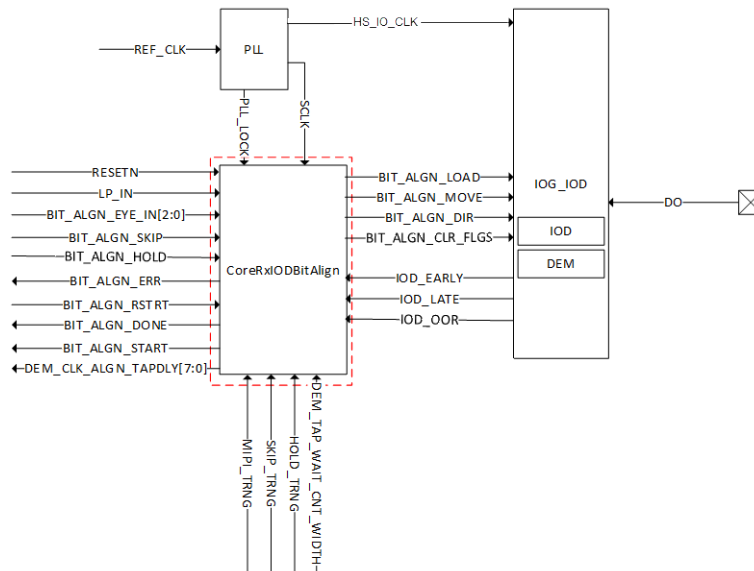 HS_IO_CLK
REF_CLK
PLL
PLL_LOCK
SCLK
RESETN
LP_IN
BIT_ALGN_EYE_IN[2:0]
BIT_ALGN_SKIP
BIT_ALGN_HOLD
BIT_ALGN_ERR
BIT_ALGN_RSTRT
BIT_ALGN_DONE
BIT_ALGN_START
DEM_CLK_ALGN_TAPDLY[7:0]
CoreRxIODBitAlign
BIT_ALGN_LOAD
BIT_ALGN_MOVE
BIT_ALGN_DIR
BIT_ALGN_CLR_FLGS
IOD_EARLY
IOD_LATE
IOD_OOR
IOG_IOD
IOD
DEM
DO
MIPI_TRNG
SKIP_TRNG
HOLD_TRNG
DEM_TAP_WAIT_CNT_WIDTH